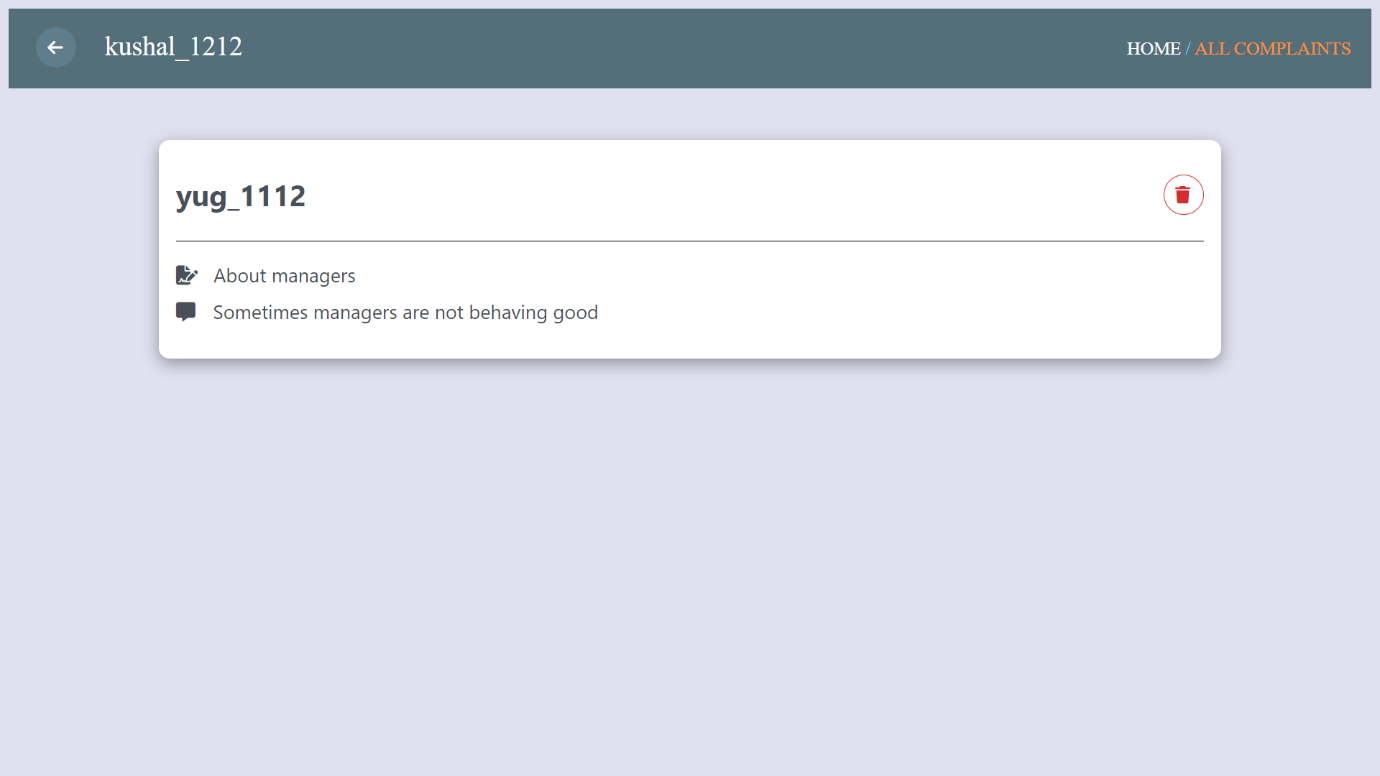 kushal_1212
HOME / ALL COMPLAINTS
yug_1112
About managers
Sometimes managers are not behaving good